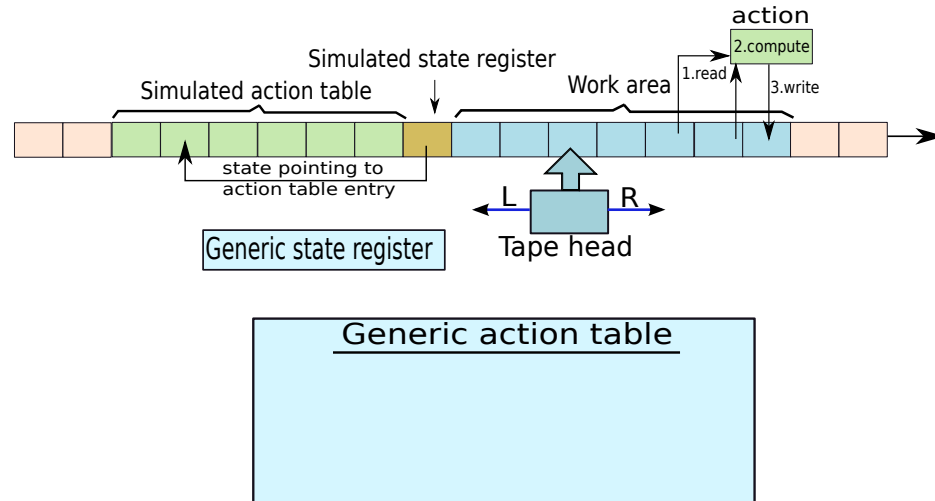 action
2.compute
Simulated state register
1.read
3.write
Simulated action table
Work area
state pointing to
action table entry
L
R
Generic state register
Tape head
Generic action table